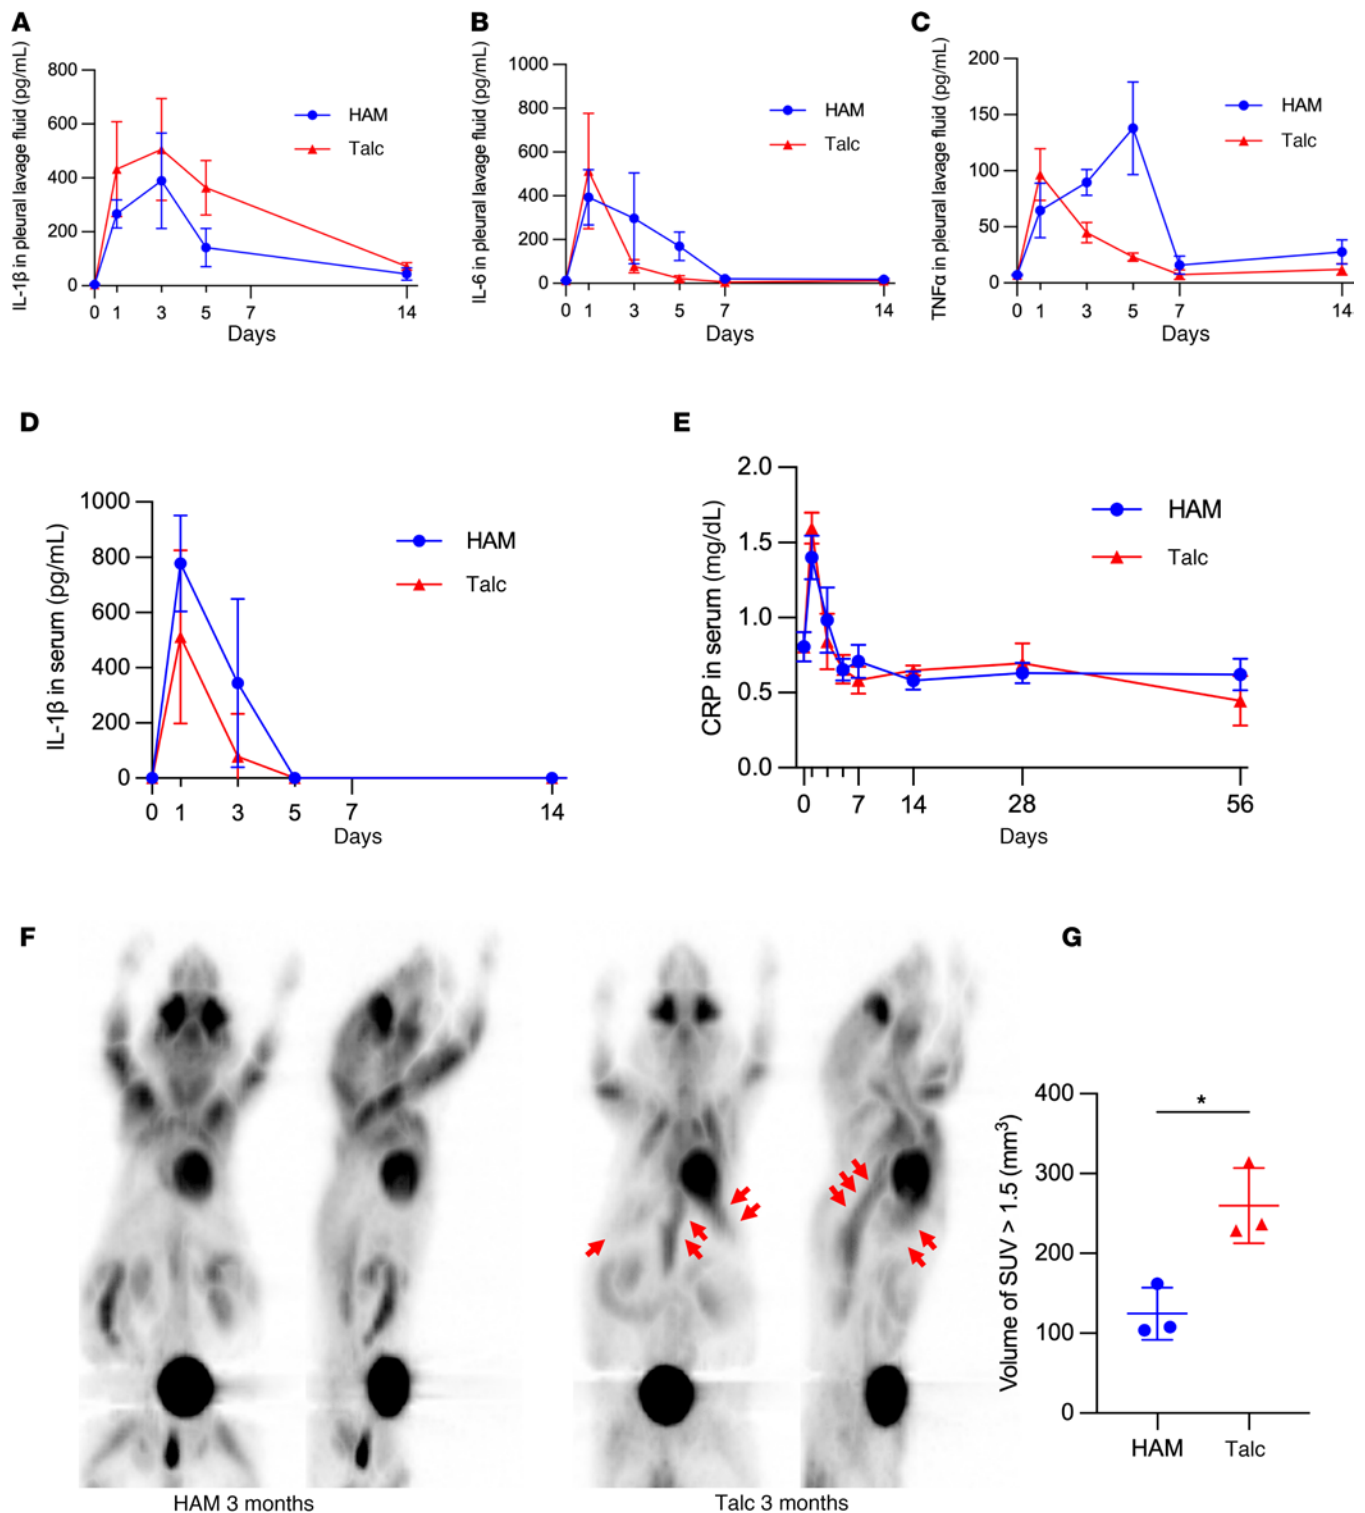 A
IL-1β in pleural lavage fluid (pg/mL)
800
600
400
200
0
0 1 3 5 7 14
Days
HAM
Talc
B
IL-6 in pleural lavage fluid (pg/mL)
1000
800
600
400
200
0
0 1 3 5 7 14
Days
HAM
Talc
C
TNFα in pleural lavage fluid (pg/mL)
200
150
100
50
0
0 1 3 5 7 14
Days
HAM
Talc
D
IL-1β in serum (pg/mL)
1000
800
600
400
200
0
0 1 3 5 7 14
Days
HAM
Talc
E
CRP in serum (mg/dL)
2.0
1.5
1.0
0.5
0.0
0 7 14 28 56
Days
HAM
Talc
F
HAM 3 months
Talc 3 months
G
Volume of SUV > 1.5 (mm³)
400
300
200
100
0
*
HAM Talc